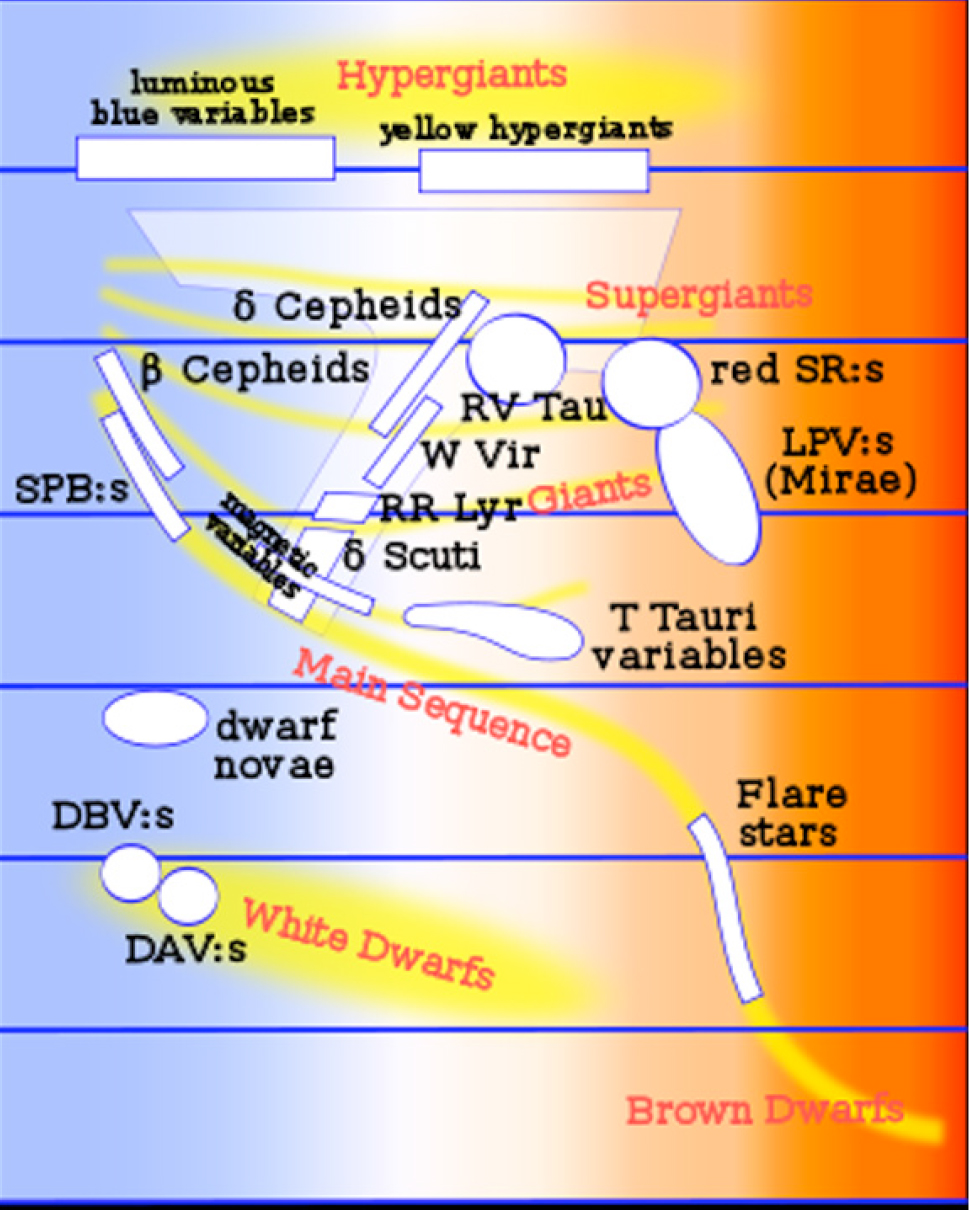 Hypergiants
luminous
blue variables
yellow hypergiants
δ Cepheids
Supergiants
β Cepheids
red SR:s
RV Tau
W Vir
LPV:s
(Mirae)
SPB:s
Giants
RR Lyr
magnetic
variables
δ Scuti
T Tauri
variables
Main Sequence
dwarf
novae
Flare
stars
DBV:s
White Dwarfs
DAV:s
Brown Dwarfs